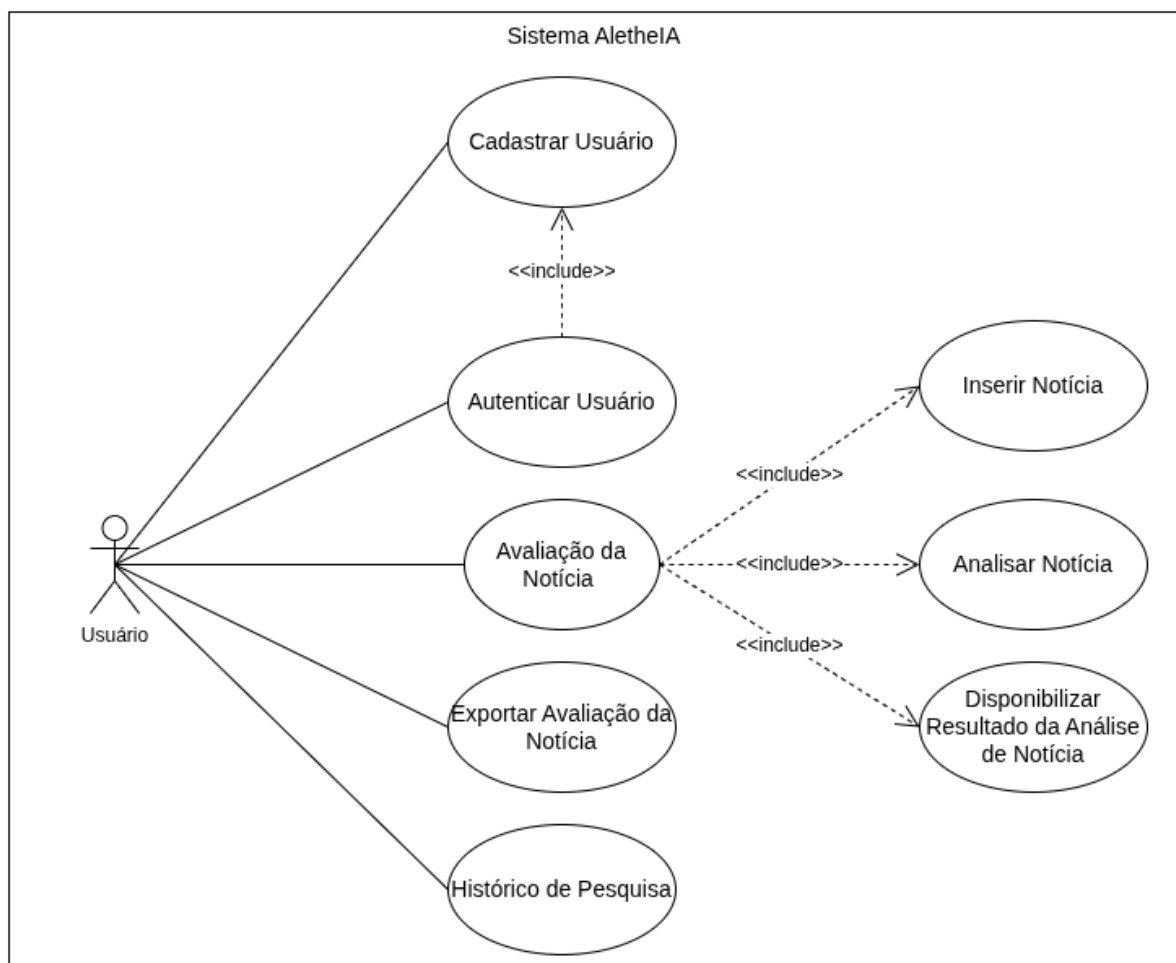 Sistema AletheIA
Cadastrar Usuário
<<include>>
Autenticar Usuário
Inserir Notícia
<<include>>
Avaliação da
Notícia
<<include>>
Analisar Notícia
Usuário
<<include>>
Exportar Avaliação da
Notícia
Disponibilizar
Resultado da Análise
de Notícia
Histórico de Pesquisa